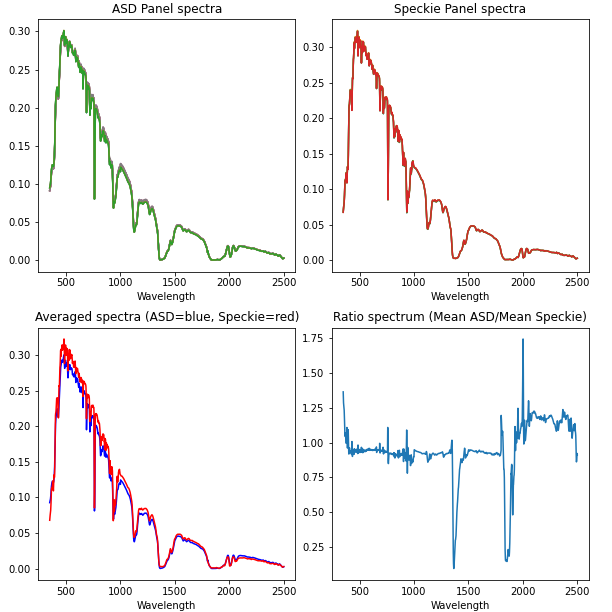 ASD Panel spectra
0.30
0.25
0.20
0.15
0.10
0.05
0.00
500 1000 1500 2000 2500
Wavelength
Speckie Panel spectra
0.30
0.25
0.20
0.15
0.10
0.05
0.00
500 1000 1500 2000 2500
Wavelength
Averaged spectra (ASD=blue, Speckie=red)
0.30
0.25
0.20
0.15
0.10
0.05
0.00
500 1000 1500 2000 2500
Wavelength
Ratio spectrum (Mean ASD/Mean Speckie)
1.75
1.50
1.25
1.00
0.75
0.50
0.25
500 1000 1500 2000 2500
Wavelength